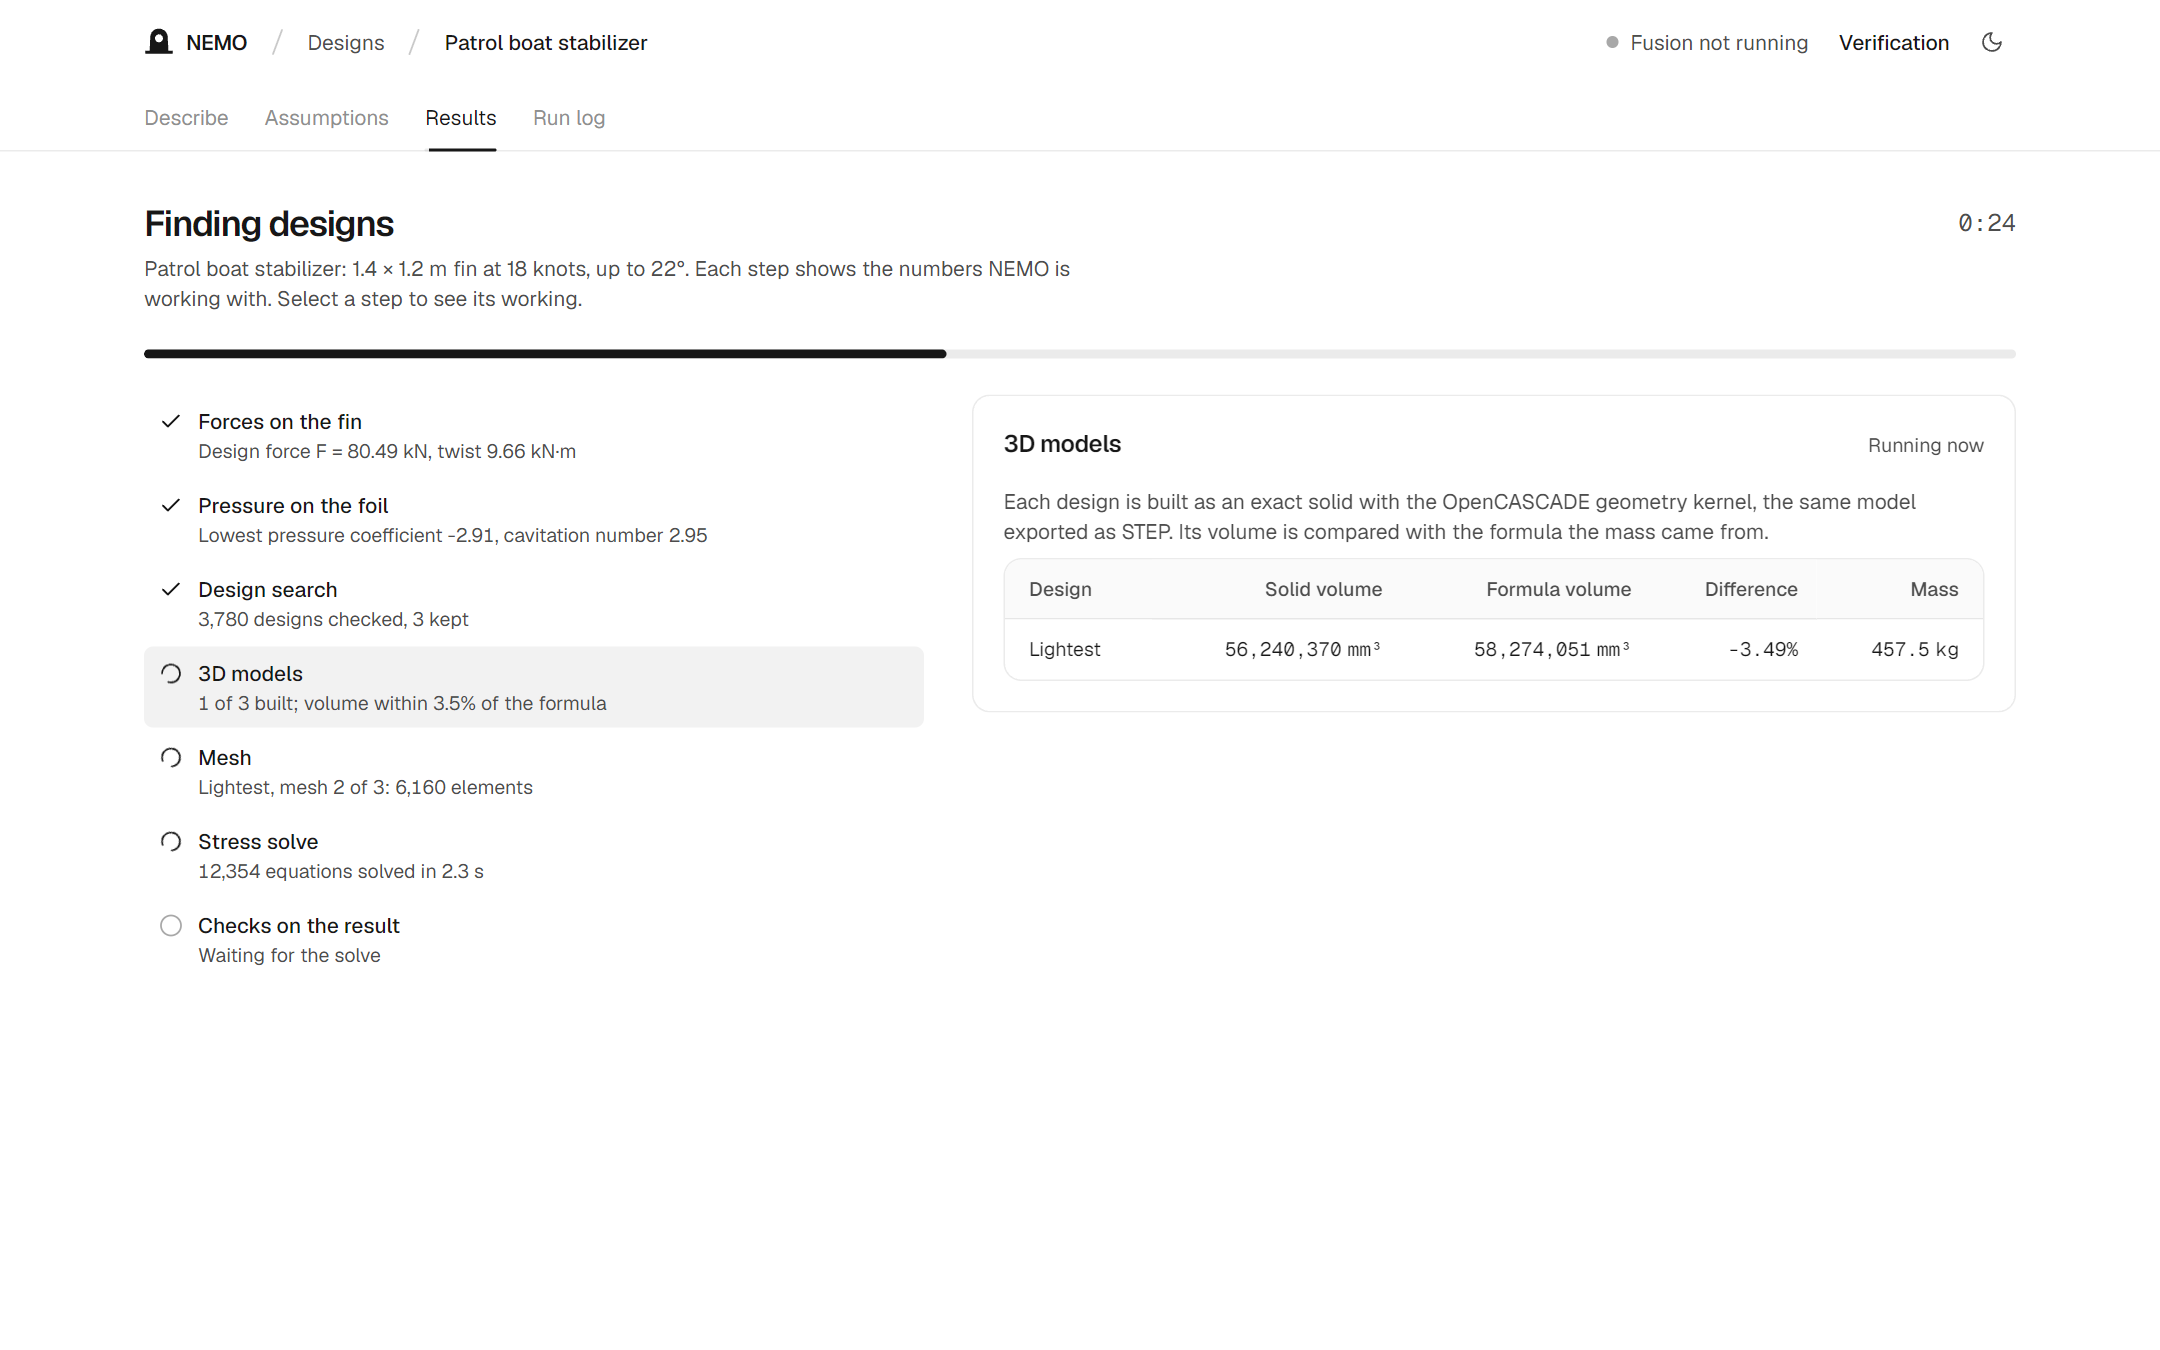 NEMO / Designs / Patrol boat stabilizer
Fusion not running Verification
Describe Assumptions Results Run log
Finding designs
0:24
Patrol boat stabilizer: 1.4 × 1.2 m fin at 18 knots, up to 22°. Each step shows the numbers NEMO is
working with. Select a step to see its working.
Forces on the fin
Design force F = 80.49 kN, twist 9.66 kN·m
Pressure on the foil
Lowest pressure coefficient -2.91, cavitation number 2.95
Design search
3,780 designs checked, 3 kept
3D models
1 of 3 built; volume within 3.5% of the formula
Mesh
Lightest, mesh 2 of 3: 6,160 elements
Stress solve
12,354 equations solved in 2.3 s
Checks on the result
Waiting for the solve
3D models
Running now
Each design is built as an exact solid with the OpenCASCADE geometry kernel, the same model
exported as STEP. Its volume is compared with the formula the mass came from.
Design Solid volume Formula volume Difference Mass
Lightest 56,240,370 mm³ 58,274,051 mm³ -3.49% 457.5 kg